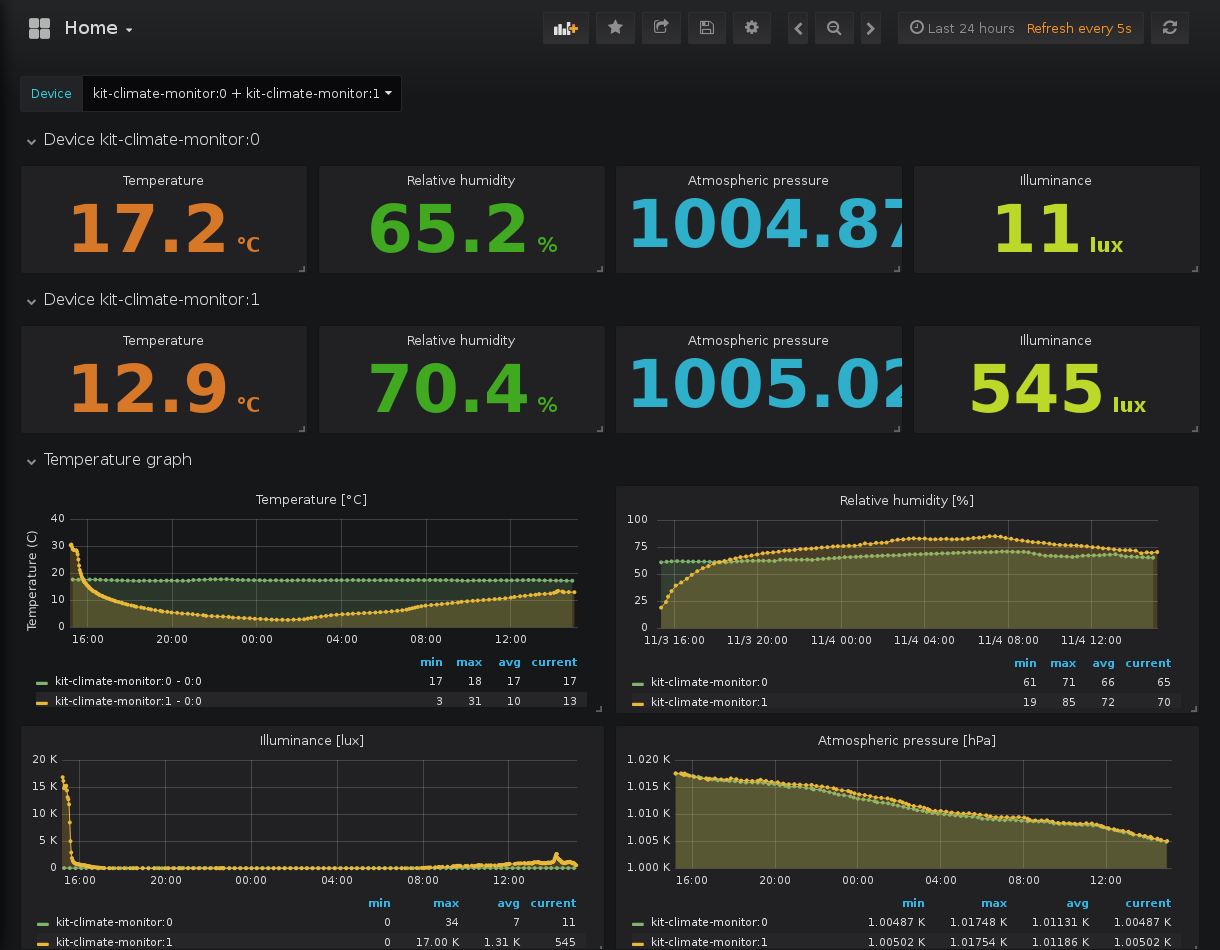 Home
Last 24 hours Refresh every 5s
Device kit-climate-monitor:0 + kit-climate-monitor:1
Device kit-climate-monitor:0
Temperature Relative humidity Atmospheric pressure Illuminance
17.2 °C 65.2 % 1004.87 11 lux
Device kit-climate-monitor:1
Temperature Relative humidity Atmospheric pressure Illuminance
12.9 °C 70.4 % 1005.02 545 lux
Temperature graph
Temperature [°C]
Temperature (C)
40
30
20
10
0
16:00 20:00 00:00 04:00 08:00 12:00
min max avg current
kit-climate-monitor:0 - 0:0 17 18 17 17
kit-climate-monitor:1 - 0:0 3 31 10 13
Relative humidity [%]
100
75
50
25
0
11/3 16:00 11/3 20:00 11/4 00:00 11/4 04:00 11/4 08:00 11/4 12:00
min max avg current
kit-climate-monitor:0 61 71 66 65
kit-climate-monitor:1 19 85 72 70
Illuminance [lux]
20 K
15 K
10 K
5 K
0
16:00 20:00 00:00 04:00 08:00 12:00
min max avg current
kit-climate-monitor:0 0 34 7 11
kit-climate-monitor:1 0 17.00 K 1.31 K 545
Atmospheric pressure [hPa]
1.020 K
1.015 K
1.010 K
1.005 K
1.000 K
16:00 20:00 00:00 04:00 08:00 12:00
min max avg current
kit-climate-monitor:0 1.00487 K 1.01748 K 1.01131 K 1.00487 K
kit-climate-monitor:1 1.00502 K 1.01754 K 1.01186 K 1.00502 K